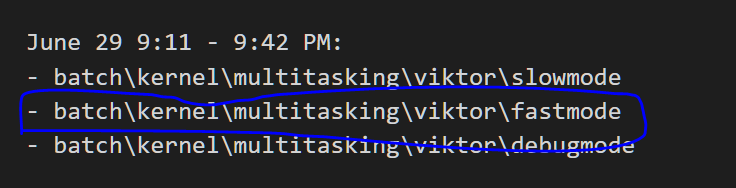 June 29 9:11 - 9:42 PM:
- batch\kernel\multitasking\viktor\slowmode
- batch\kernel\multitasking\viktor\fastmode
- batch\kernel\multitasking\viktor\debugmode